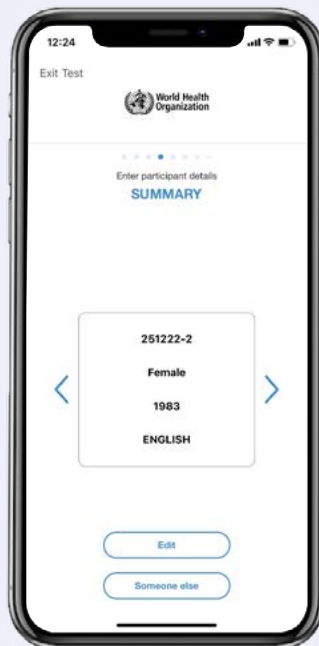 12:24
Exit Test
World Health
Organization
Enter participant details
SUMMARY
251222-2
Female
1983
ENGLISH
Edit
Someone else